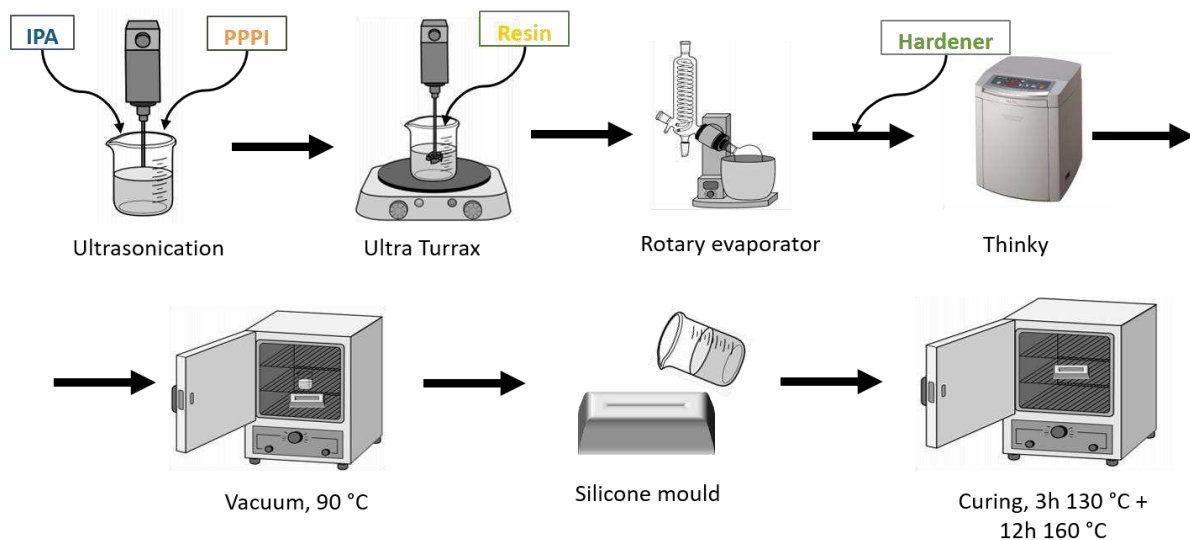 IPA
PPPI
Resin
Hardener
Ultrasonication
Ultra Turrax
Rotary evaporator
Thinky
Vacuum, 90 °C
Silicone mould
Curing, 3h 130 °C +
12h 160 °C